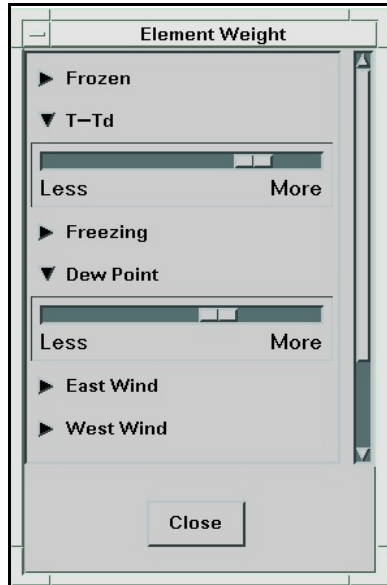 Element Weight
Frozen
T-Td
Less More
Freezing
Dew Point
Less More
East Wind
West Wind
Close